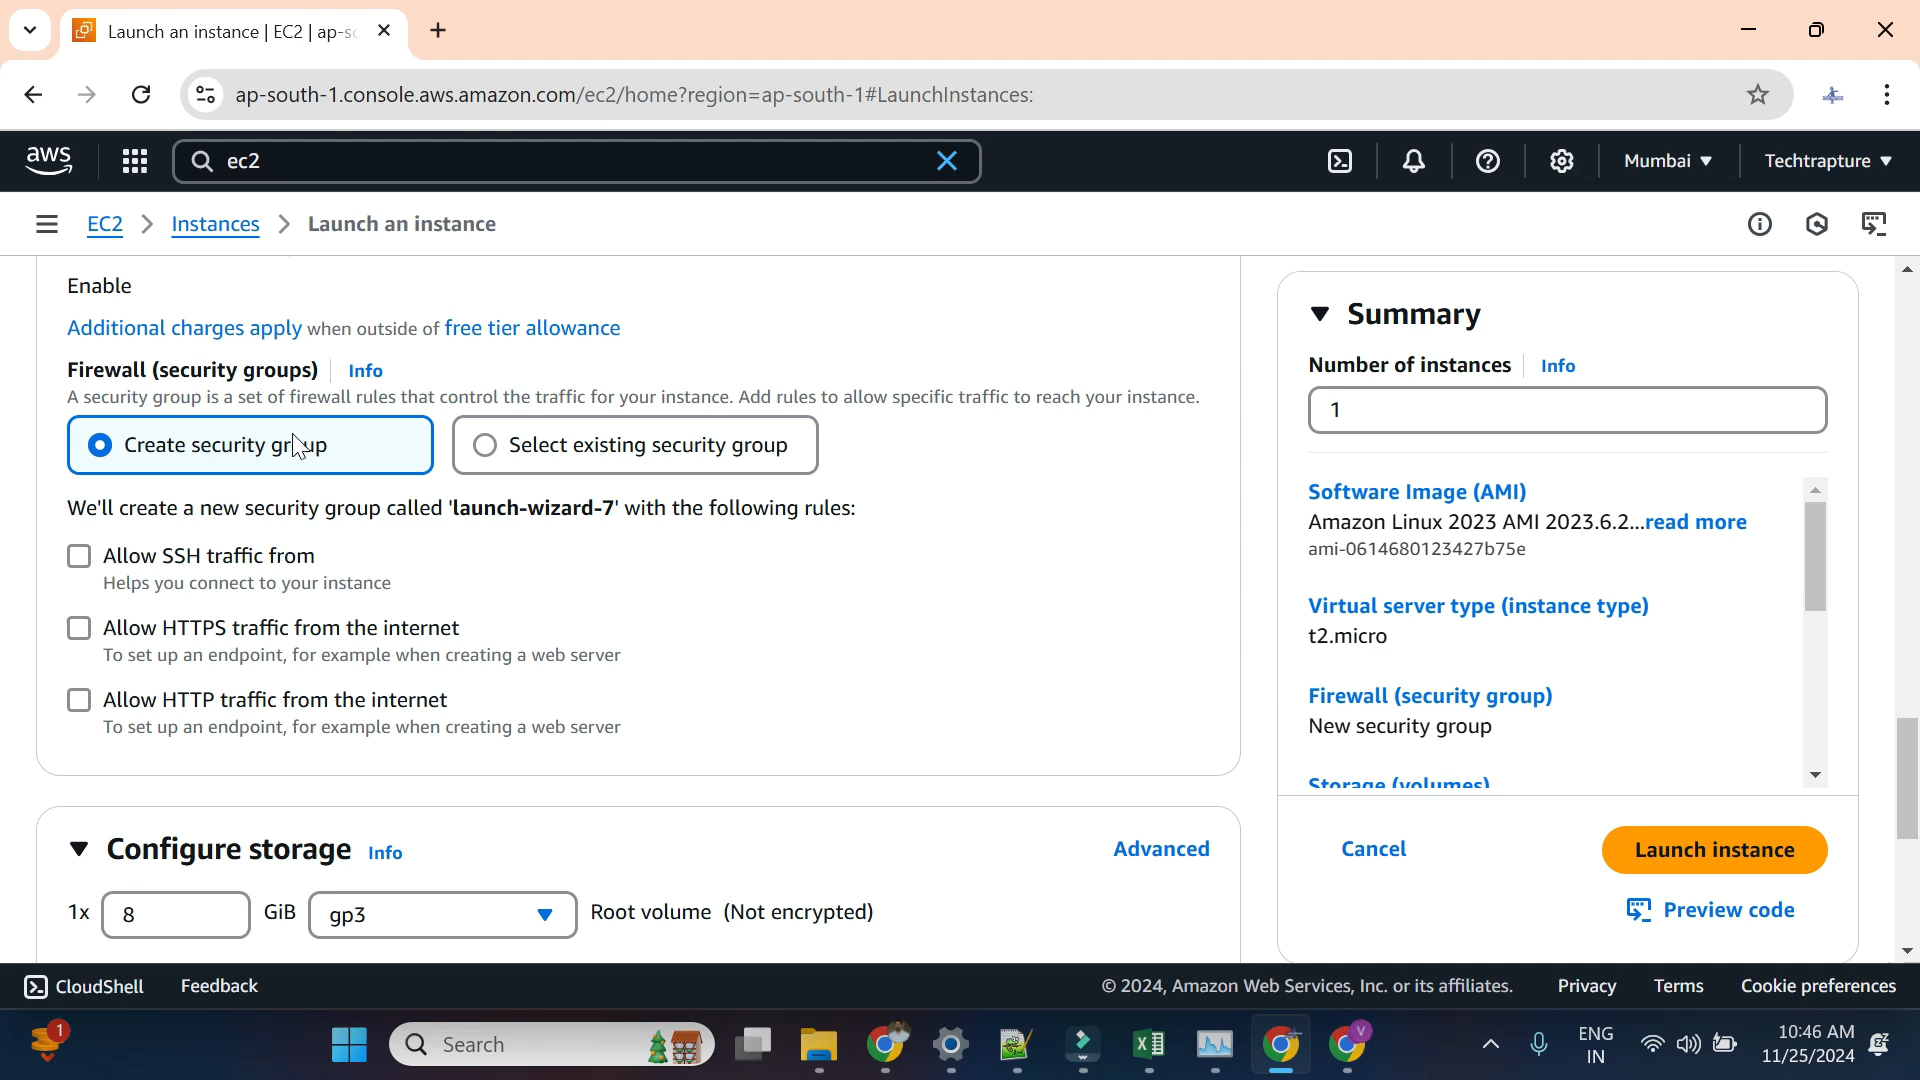 Launch an instance | EC2 | ap-so
ap-south-1.console.aws.amazon.com/ec2/home?region=ap-south-1#LaunchInstances:
aws
ec2
Mumbai
Techtrapture
EC2 > Instances > Launch an instance
Enable
Additional charges apply when outside of free tier allowance
Firewall (security groups) | Info
A security group is a set of firewall rules that control the traffic for your instance. Add rules to allow specific traffic to reach your instance.
Create security group
Select existing security group
We'll create a new security group called 'launch-wizard-7' with the following rules:
Allow SSH traffic from
Helps you connect to your instance
Allow HTTPS traffic from the internet
To set up an endpoint, for example when creating a web server
Allow HTTP traffic from the internet
To set up an endpoint, for example when creating a web server
Configure storage Info
Advanced
1x 8 GiB gp3 Root volume (Not encrypted)
Summary
Number of instances | Info
1
Software Image (AMI)
Amazon Linux 2023 AMI 2023.6.2...read more
ami-0614680123427b75e
Virtual server type (instance type)
t2.micro
Firewall (security group)
New security group
Storage (volumes)
Cancel
Launch instance
Preview code
CloudShell
Feedback
© 2024, Amazon Web Services, Inc. or its affiliates.
Privacy
Terms
Cookie preferences
1
Search
V
ENG
IN
10:46 AM
11/25/2024